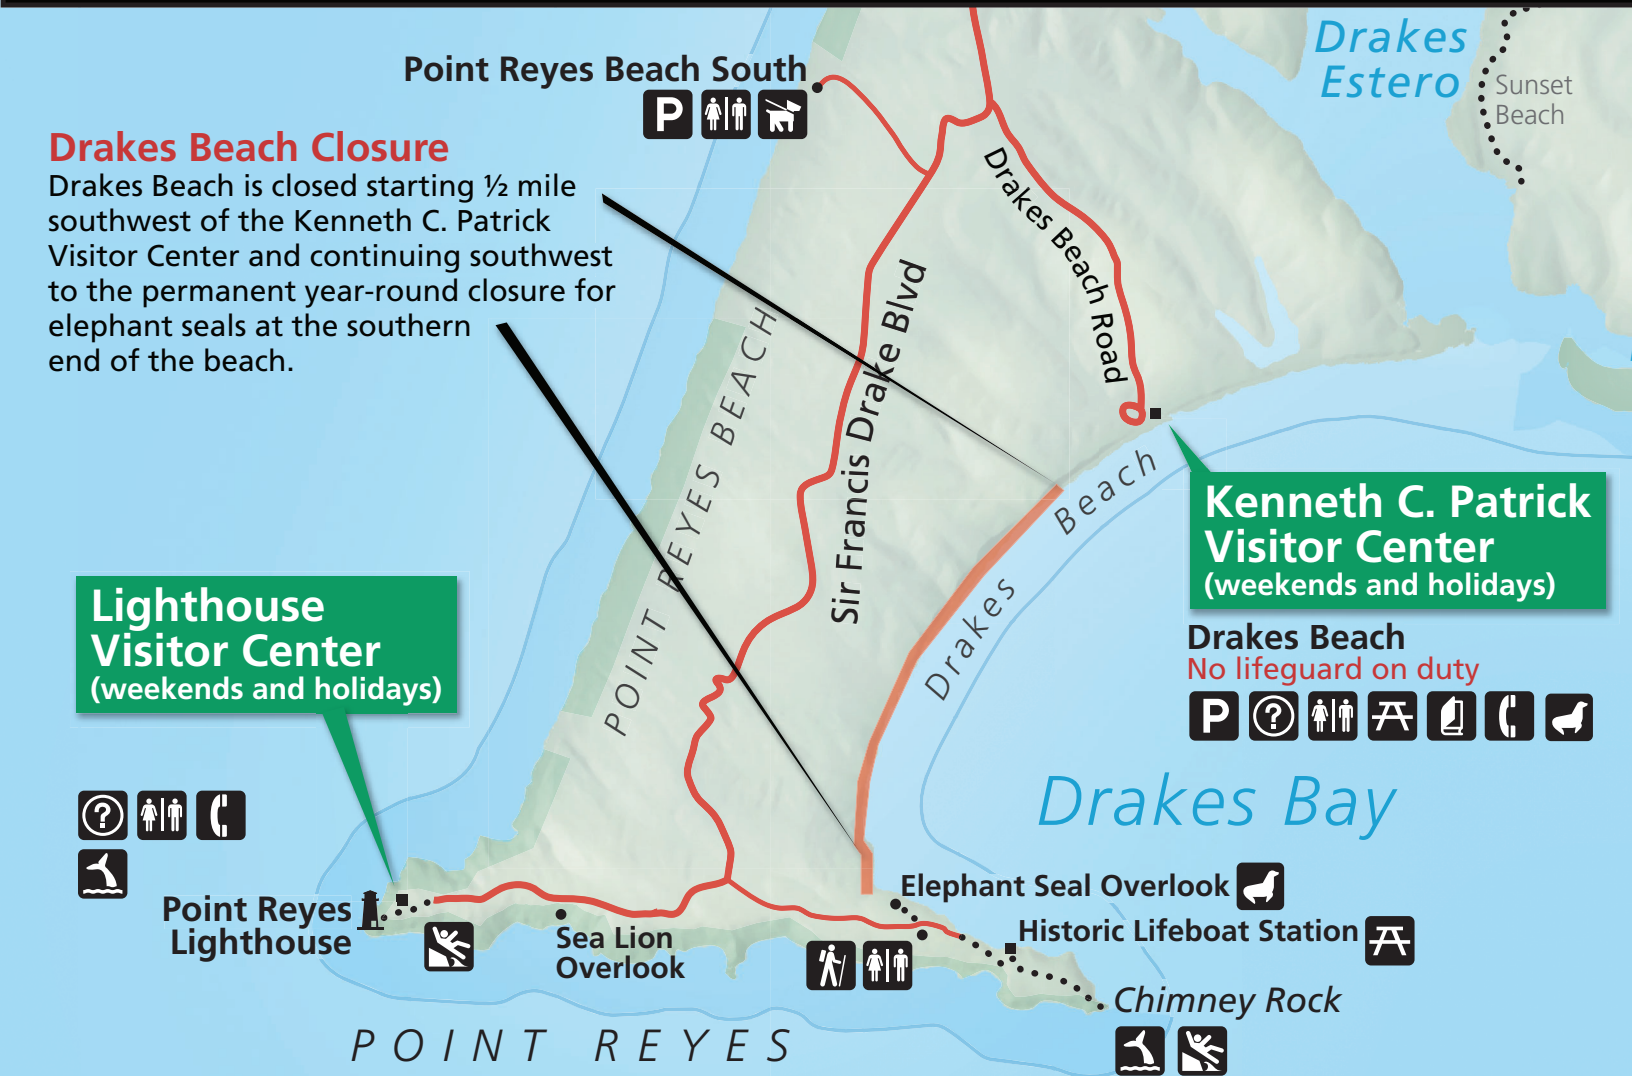 Drakes
Estero
Sunset
Beach
Point Reyes Beach South
P
Drakes Beach Closure
Drakes Beach is closed starting ½ mile
southwest of the Kenneth C. Patrick
Visitor Center and continuing southwest
to the permanent year-round closure for
elephant seals at the southern
end of the beach.
Drakes Beach Road
Sir Francis Drake Blvd
POINT REYES BEACH
Drakes Beach
Kenneth C. Patrick
Visitor Center
(weekends and holidays)
Drakes Beach
No lifeguard on duty
P ?
Lighthouse
Visitor Center
(weekends and holidays)
?
Drakes Bay
Point Reyes
Lighthouse
Sea Lion
Overlook
Elephant Seal Overlook
Historic Lifeboat Station
Chimney Rock
POINT REYES